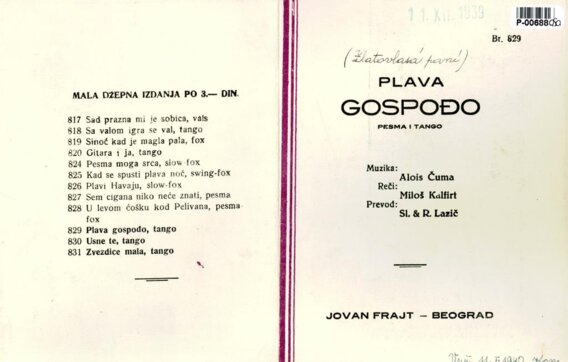 MALA DŽEPNA IZDANJA PO 3.— DIN.
817 Sad prazna mi je sobica, vals
818 Sa valom igra se val, tango
819 Sinoć kad je magla pala, fox
820 Gitara i ja, tango
824 Pesma moga srca, slow-fox
825 Kad se spusti plava noć, swing-fox
826 Plavi Havaju, slow-fox
827 Sem cigana niko neće znati, pesma
828 U levom ćošku kod Pelivana, pesma-
fox
829 Plava gospođo, tango
830 Usne te, tango
831 Zvezdice mala, tango
11. XII. 1939
P-00688
Br. 829
(Zlatovlasá paní)
PLAVA
GOSPOĐO
PESMA I TANGO
Muzika:
Alois Čuma
Reči:
Miloš Kalfirt
Prevod:
Sl. & R. Lazič
JOVAN FRAJT — BEOGRAD